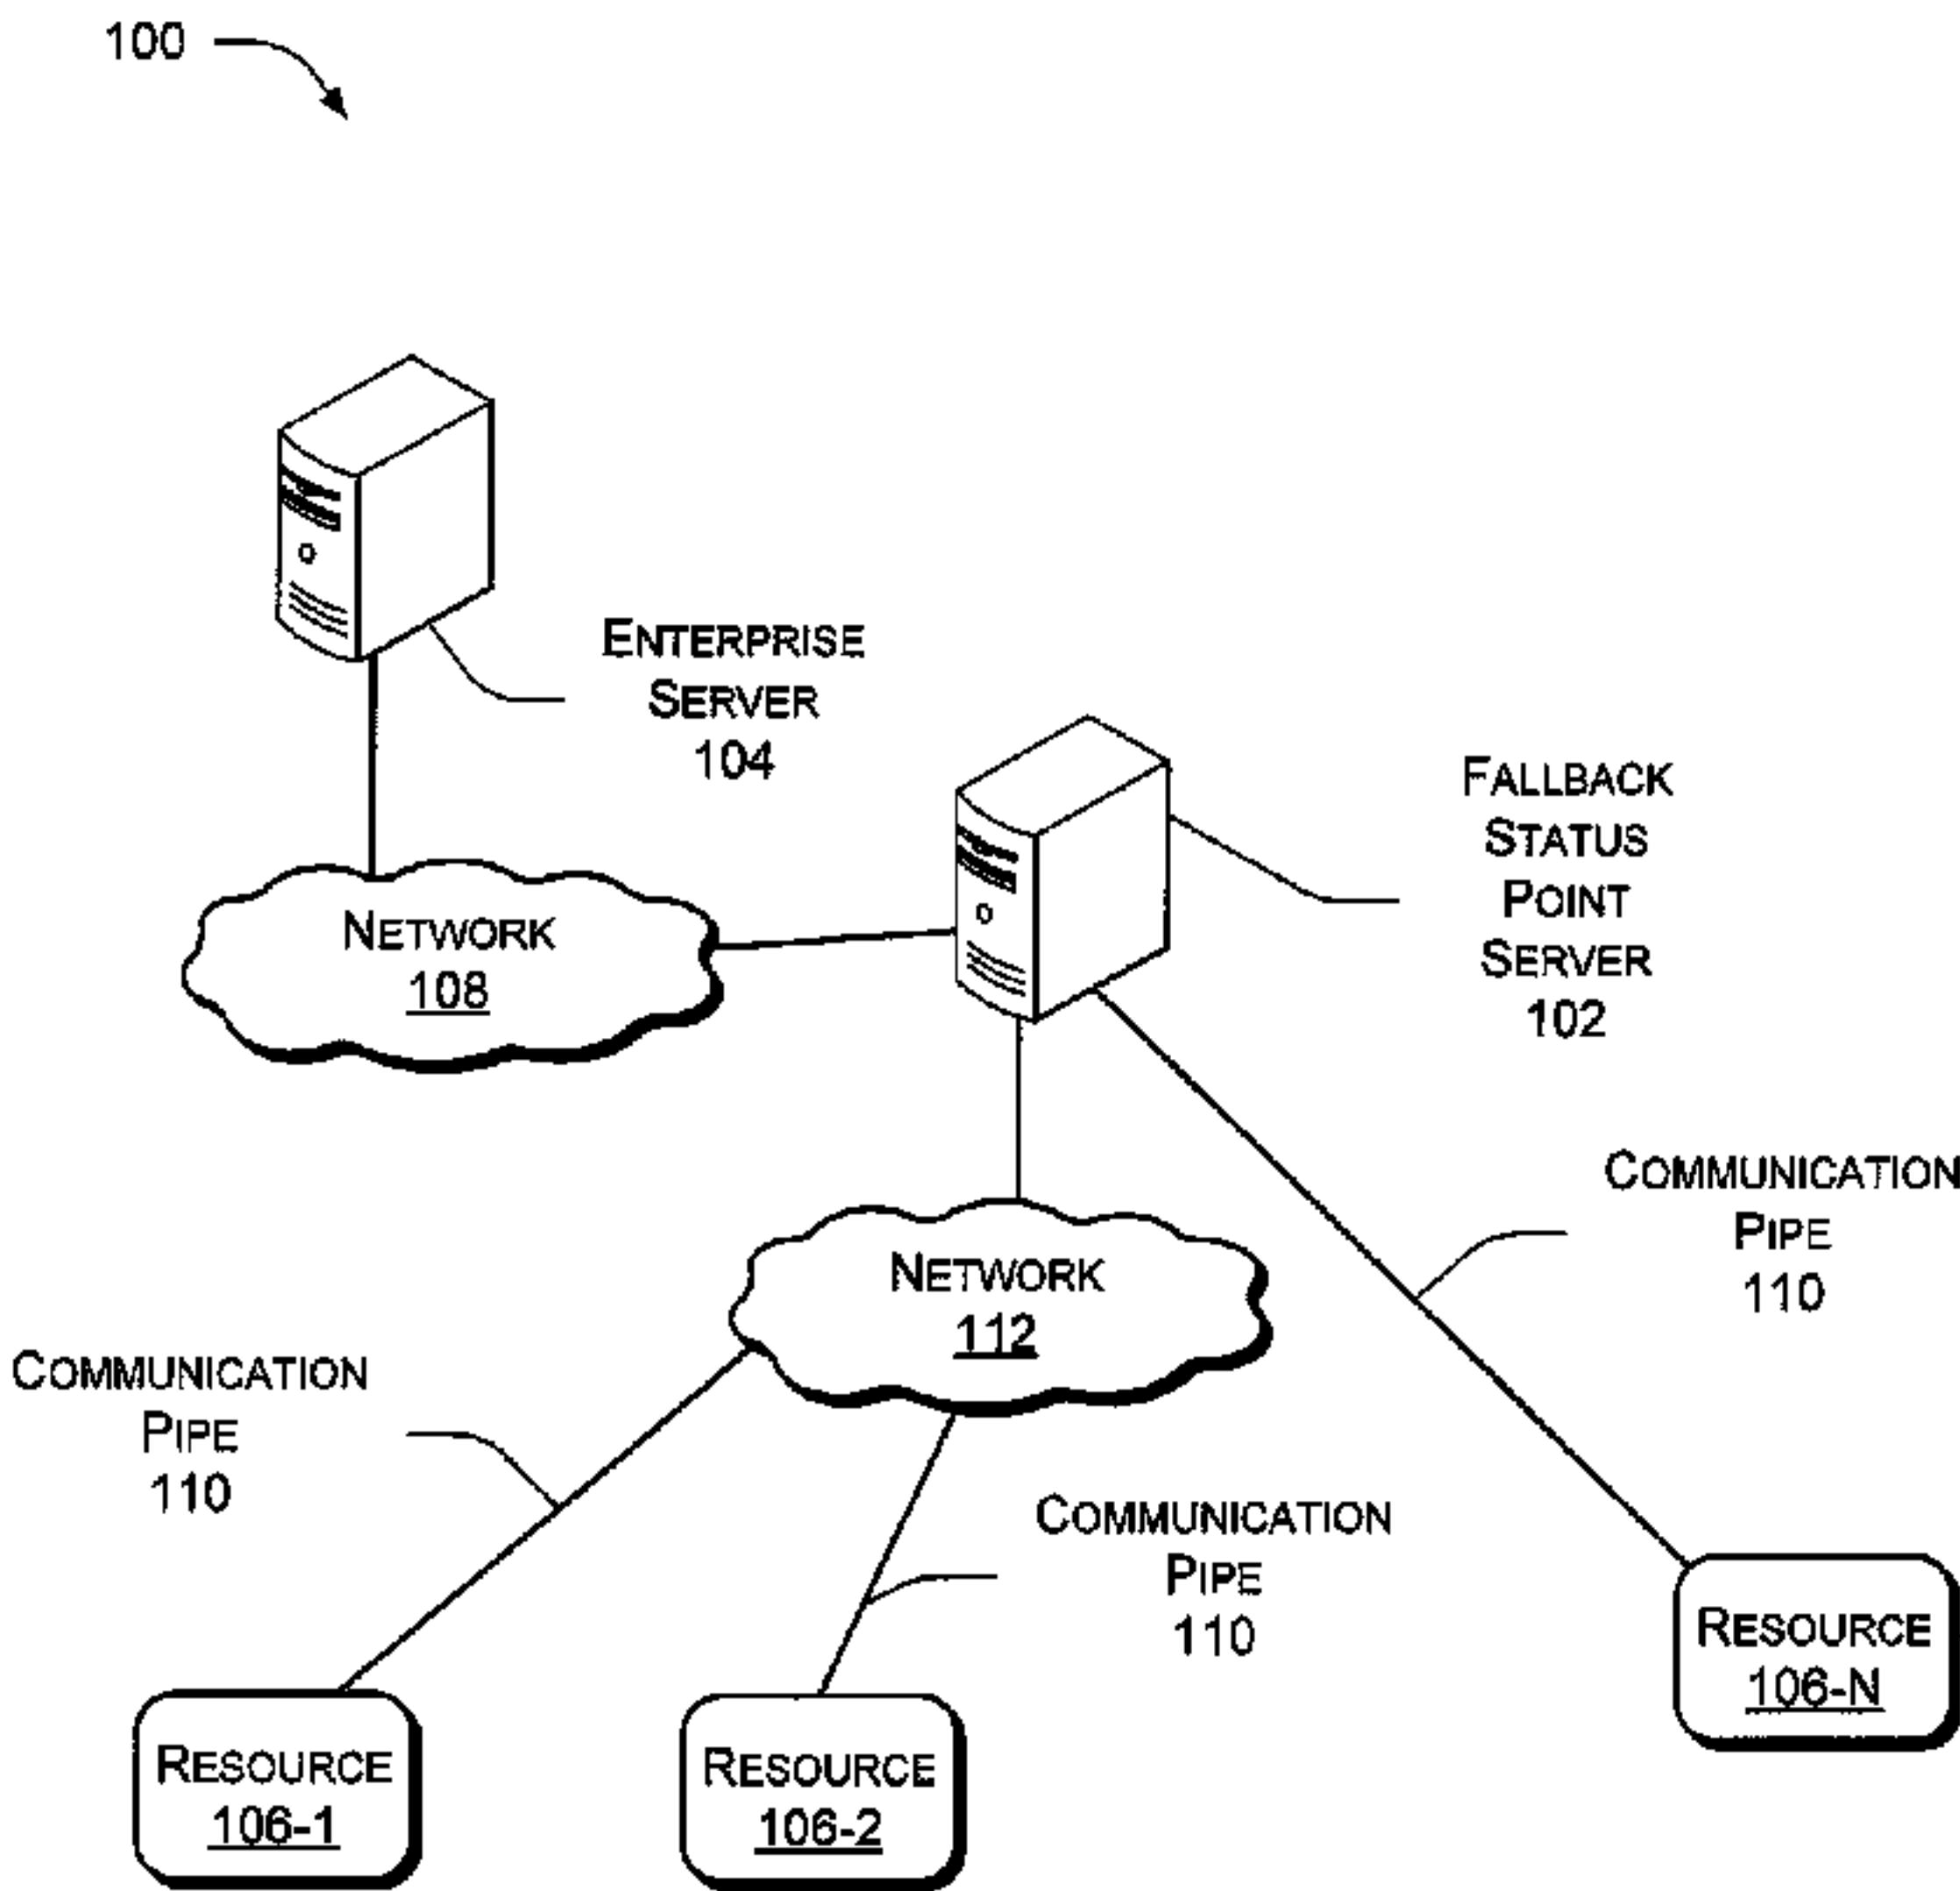 100
ENTERPRISE
SERVER
104
FALLBACK
STATUS
POINT
SERVER
102
NETWORK
108
COMMUNICATION
PIPE
110
NETWORK
112
COMMUNICATION
PIPE
110
COMMUNICATION
PIPE
110
RESOURCE
106-N
RESOURCE
106-1
RESOURCE
106-2